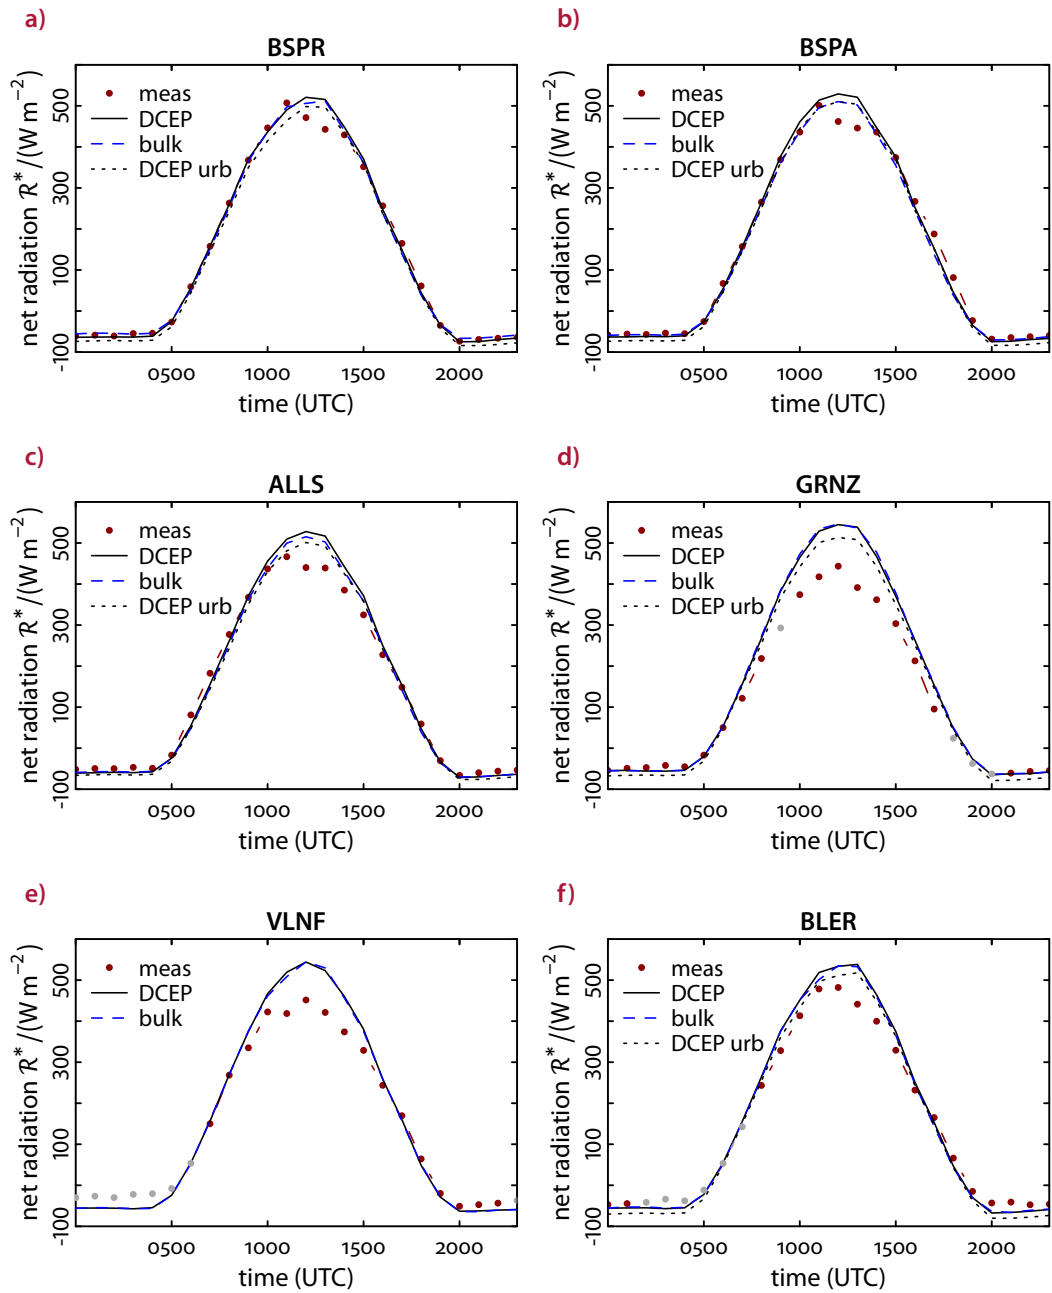 a)
BSPR
net radiation R*/(W m−2)
500
300
100
-100
meas
DCEP
bulk
DCEP urb
0500 1000 1500 2000
time (UTC)
b)
BSPA
net radiation R*/(W m−2)
500
300
100
-100
meas
DCEP
bulk
DCEP urb
0500 1000 1500 2000
time (UTC)
c)
ALLS
net radiation R*/(W m−2)
500
300
100
-100
meas
DCEP
bulk
DCEP urb
0500 1000 1500 2000
time (UTC)
d)
GRNZ
net radiation R*/(W m−2)
500
300
100
-100
meas
DCEP
bulk
DCEP urb
0500 1000 1500 2000
time (UTC)
e)
VLNF
net radiation R*/(W m−2)
500
300
100
-100
meas
DCEP
bulk
0500 1000 1500 2000
time (UTC)
f)
BLER
net radiation R*/(W m−2)
500
300
100
-100
meas
DCEP
bulk
DCEP urb
0500 1000 1500 2000
time (UTC)